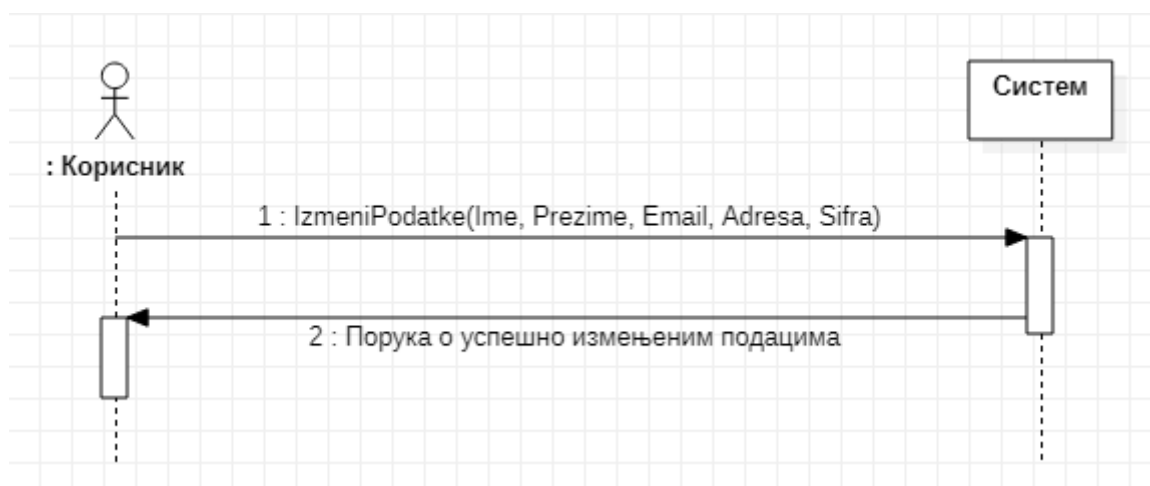 Систем
: Корисник
1 : IzmeniPodatke(Ime, Prezime, Email, Adresa, Sifra)
2 : Порука о успешно измењеним подацима